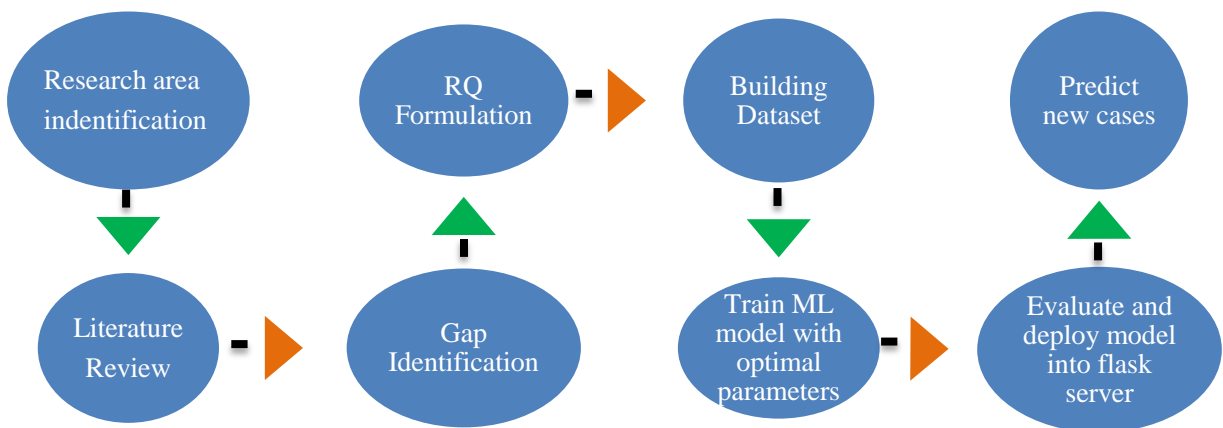 Research area
indentification
Literature
Review
Gap
Identification
RQ
Formulation
Building
Dataset
Train ML
model with
optimal
parameters
Evaluate and
deploy model
into flask
server
Predict
new cases